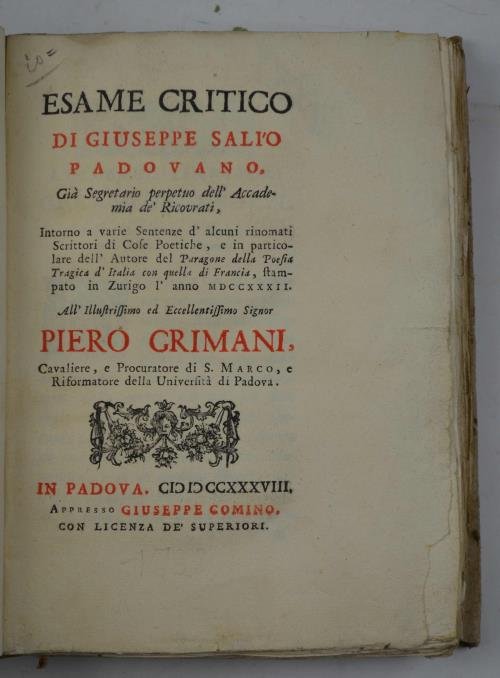 ESAME CRITICO
DI GIUSEPPE SALI'O
PADOVANO,
Già Segretario perpetuo dell' Accade-
mia de' Ricovrati,
Intorno a varie Sentenze d' alcuni rinomati
Scrittori di Cose Poetiche, e in partico-
lare dell' Autore del Paragone della Poesia
Tragica d' Italia con quella di Francia, stam-
pato in Zurigo l' anno MDCCXXXII.
All' Illustrissimo ed Eccellentissimo Signor
PIERO GRIMANI,
Cavaliere, e Procuratore di S. MARCO, e
Riformatore della Università di Padova.
IN PADOVA. CIƆIƆCCXXXVIII.
APPRESSO GIUSEPPE COMINO.
CON LICENZA DE' SUPERIORI.